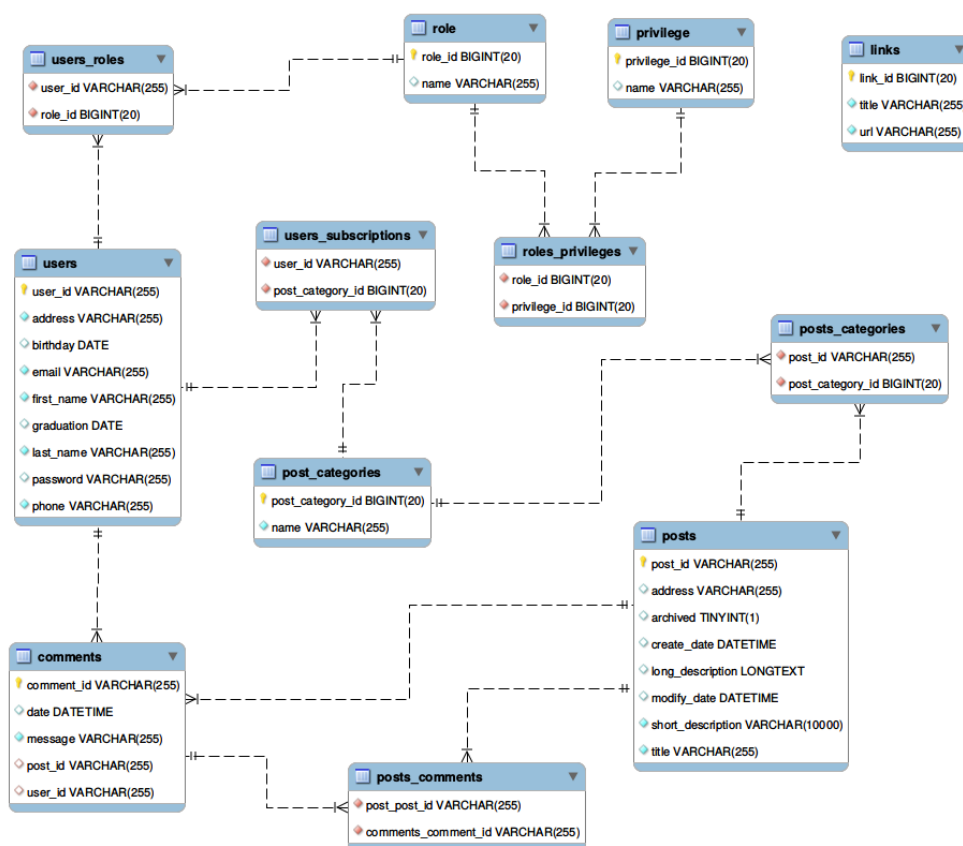 users_roles
user_id VARCHAR(255)
role_id BIGINT(20)
role
role_id BIGINT(20)
name VARCHAR(255)
privilege
privilege_id BIGINT(20)
name VARCHAR(255)
links
link_id BIGINT(20)
title VARCHAR(255
url VARCHAR(255)
users
user_id VARCHAR(255)
address VARCHAR(255)
birthday DATE
email VARCHAR(255)
first_name VARCHAR(255)
graduation DATE
last_name VARCHAR(255)
password VARCHAR(255)
phone VARCHAR(255)
users_subscriptions
user_id VARCHAR(255)
post_category_id BIGINT(20)
roles_privileges
role_id BIGINT(20)
privilege_id BIGINT(20)
posts_categories
post_id VARCHAR(255)
post_category_id BIGINT(20)
post_categories
post_category_id BIGINT(20)
name VARCHAR(255)
posts
post_id VARCHAR(255)
address VARCHAR(255)
archived TINYINT(1)
create_date DATETIME
long_description LONGTEXT
modify_date DATETIME
short_description VARCHAR(10000)
title VARCHAR(255)
comments
comment_id VARCHAR(255)
date DATETIME
message VARCHAR(255)
post_id VARCHAR(255)
user_id VARCHAR(255)
posts_comments
post_post_id VARCHAR(255)
comments_comment_id VARCHAR(255)